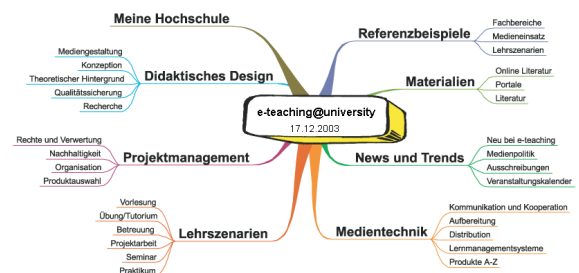 Meine Hochschule
Didaktisches Design
Mediengestaltung
Konzeption
Theoretischer Hintergrund
Qualitätssicherung
Recherche
Projektmanagement
Rechte und Verwertung
Nachhaltigkeit
Organisation
Produktauswahl
Lehrszenarien
Vorlesung
Übung/Tutorium
Betreuung
Projektarbeit
Seminar
Praktikum
e-teaching@university
17.12.2003
Referenzbeispiele
Fachbereiche
Medieneinsatz
Lehrszenarien
Materialien
Online Literatur
Portale
Literatur
News und Trends
Neu bei e-teaching
Medienpolitik
Ausschreibungen
Veranstaltungskalender
Medientechnik
Kommunikation und Kooperation
Aufbereitung
Distribution
Lernmanagementsysteme
Produkte A-Z